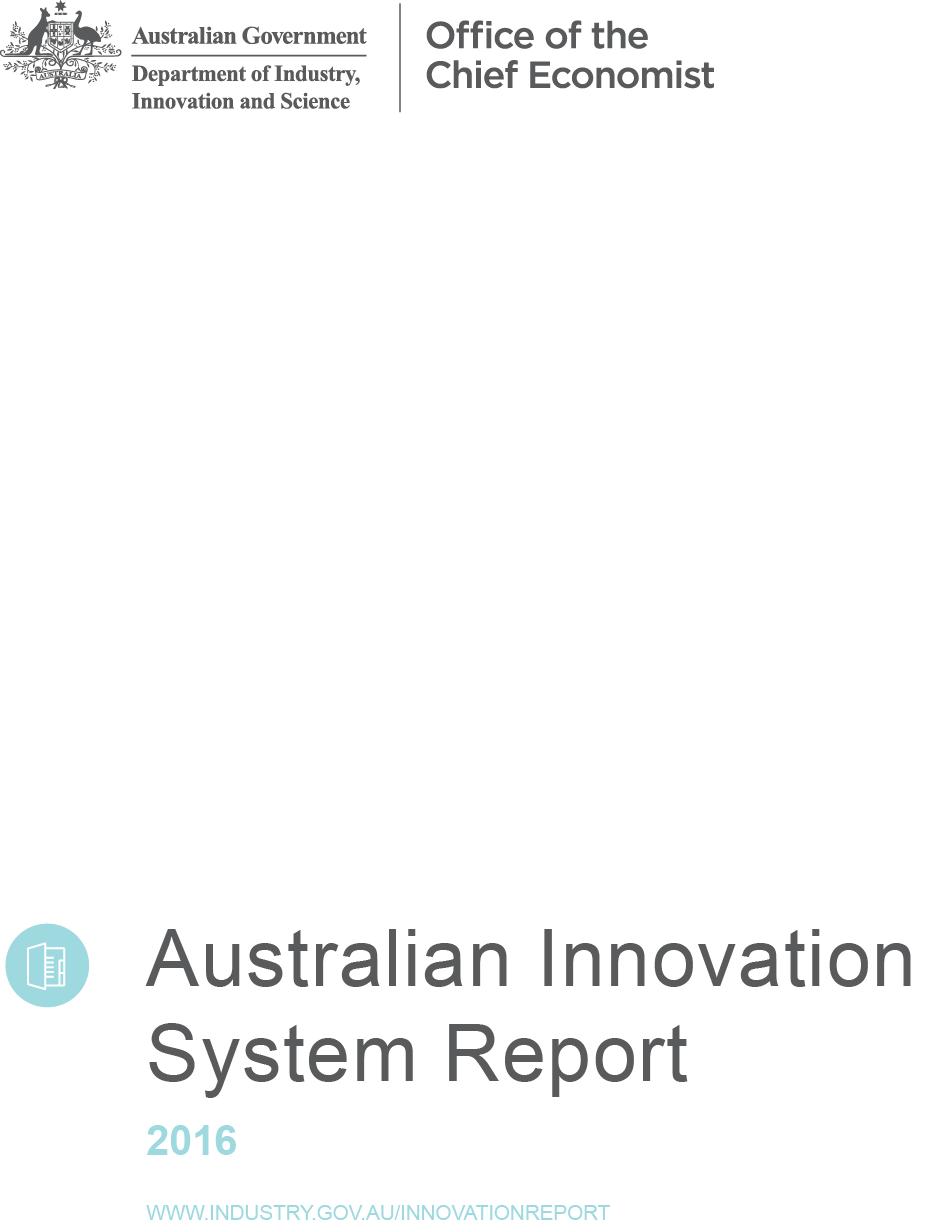 AUSTRALIA
Australian Government
Department of Industry,
Innovation and Science
Office of the
Chief Economist
Australian Innovation
System Report
2016
WWW.INDUSTRY.GOV.AU/INNOVATIONREPORT